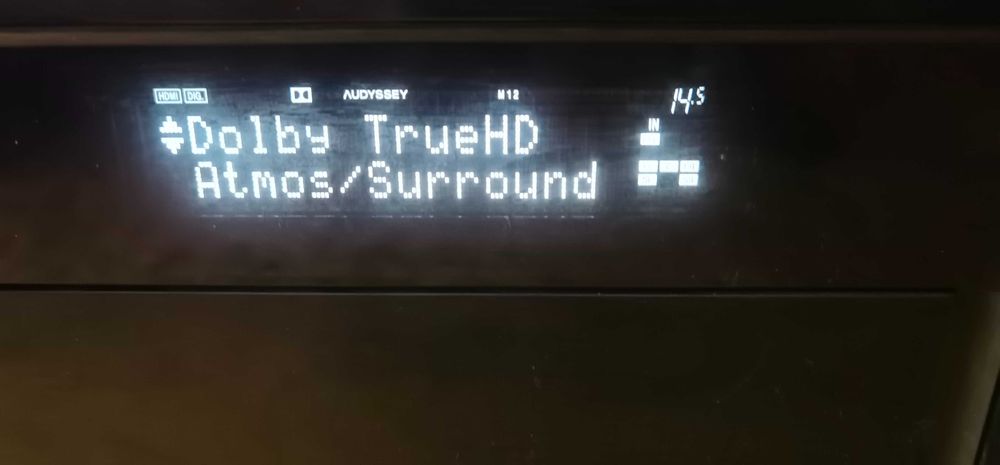 HDMI DIG. AUDYSSEY M12 14.5
Dolby TrueHD
IN
Atmos/Surround